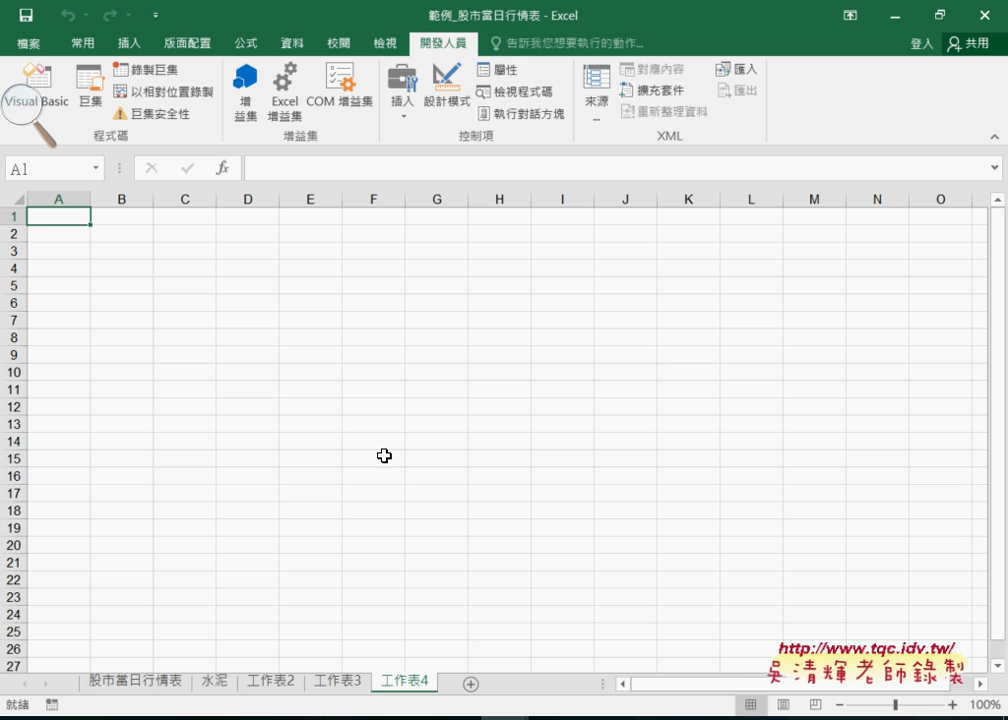 範例_股市當日行情表 - Excel
檔案 常用 插入 版面配置 公式 資料 校閱 檢視 開發人員 告訴我您想要執行的動作... 登入 共用
Visual Basic
巨集
錄製巨集
以相對位置錄製
巨集安全性
程式碼
增益集
Excel 增益集
COM 增益集
增益集
插入
設計模式
屬性
檢視程式碼
執行對話方塊
控制項
來源
對應內容
擴充套件
重新整理資料
匯入
匯出
XML
A1
fx
A B C D E F G H I J K L M N O
1
2
3
4
5
6
7
8
9
10
11
12
13
14
15
16
17
18
19
20
21
22
23
24
25
26
27
http://www.tqc.idv.tw/
吳清輝老師錄製
股市當日行情表 水泥 工作表2 工作表3 工作表4
就緒
100%